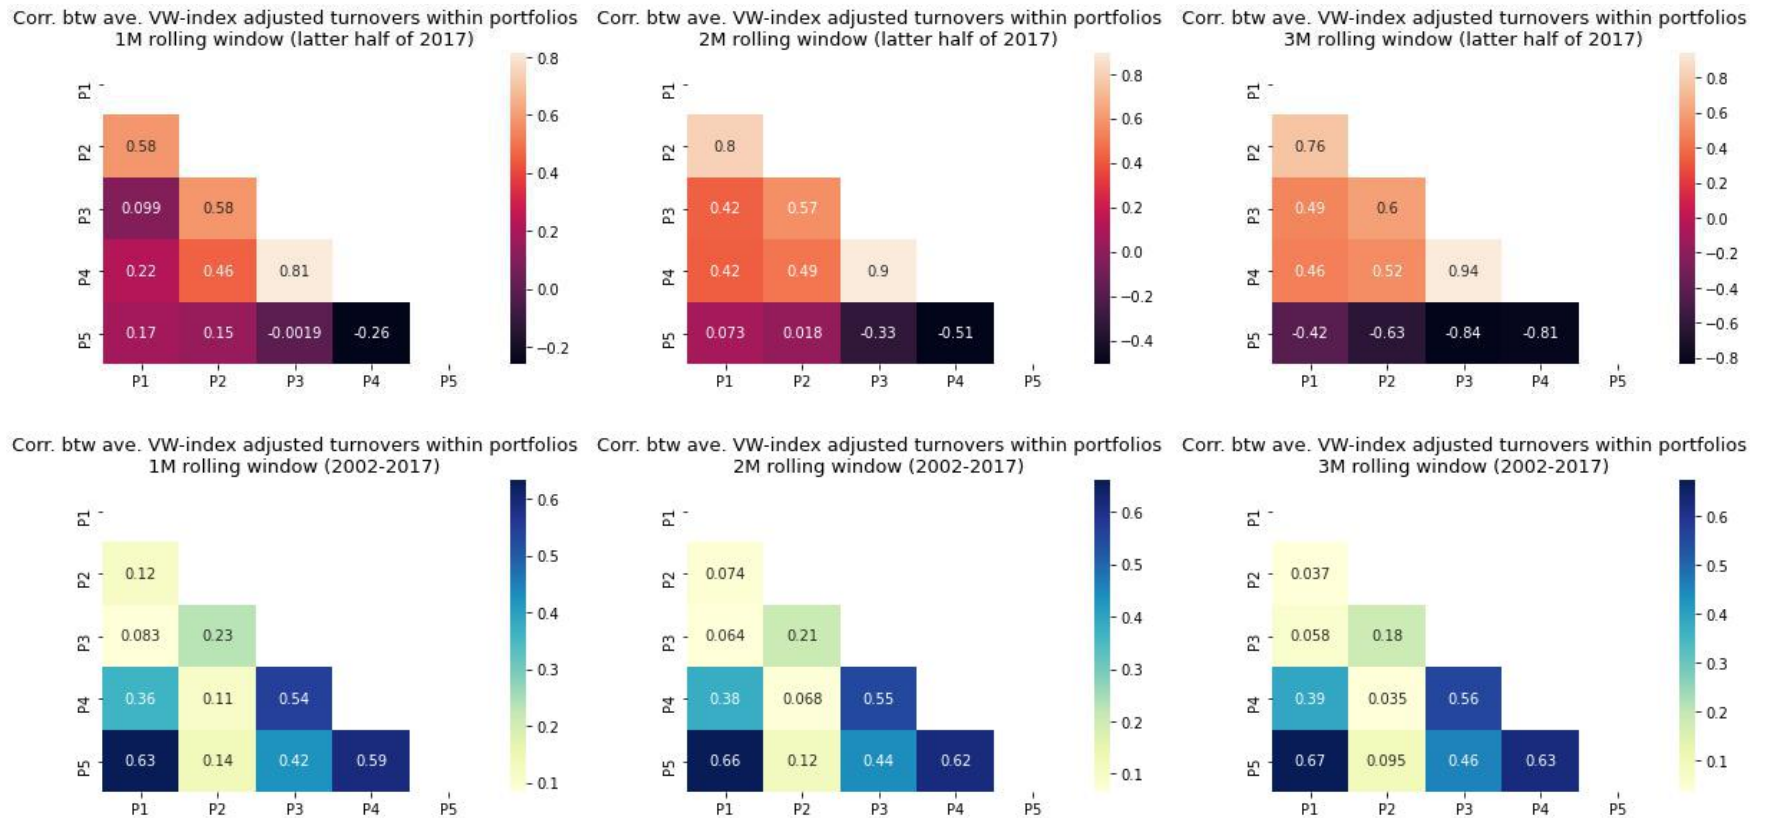 Corr. btw ave. VW-index adjusted turnovers within portfolios
1M rolling window (latter half of 2017)
P1
P2
P3
P4
P5
0.58
0.099 0.58
0.22 0.46 0.81
0.17 0.15 -0.0019 -0.26
P1 P2 P3 P4 P5
0.8
0.6
0.4
0.2
0.0
−0.2
Corr. btw ave. VW-index adjusted turnovers within portfolios
2M rolling window (latter half of 2017)
P1
P2
P3
P4
P5
0.8
0.42 0.57
0.42 0.49 0.9
0.073 0.018 -0.33 -0.51
P1 P2 P3 P4 P5
0.8
0.6
0.4
0.2
0.0
−0.2
−0.4
Corr. btw ave. VW-index adjusted turnovers within portfolios
3M rolling window (latter half of 2017)
P1
P2
P3
P4
P5
0.76
0.49 0.6
0.46 0.52 0.94
-0.42 -0.63 -0.84 -0.81
P1 P2 P3 P4 P5
0.8
0.6
0.4
0.2
0.0
−0.2
−0.4
−0.6
−0.8
Corr. btw ave. VW-index adjusted turnovers within portfolios
1M rolling window (2002-2017)
P1
P2
P3
P4
P5
0.12
0.083 0.23
0.36 0.11 0.54
0.63 0.14 0.42 0.59
P1 P2 P3 P4 P5
0.6
0.5
0.4
0.3
0.2
0.1
Corr. btw ave. VW-index adjusted turnovers within portfolios
2M rolling window (2002-2017)
P1
P2
P3
P4
P5
0.074
0.064 0.21
0.38 0.068 0.55
0.66 0.12 0.44 0.62
P1 P2 P3 P4 P5
0.6
0.5
0.4
0.3
0.2
0.1
Corr. btw ave. VW-index adjusted turnovers within portfolios
3M rolling window (2002-2017)
P1
P2
P3
P4
P5
0.037
0.058 0.18
0.39 0.035 0.56
0.67 0.095 0.46 0.63
P1 P2 P3 P4 P5
0.6
0.5
0.4
0.3
0.2
0.1